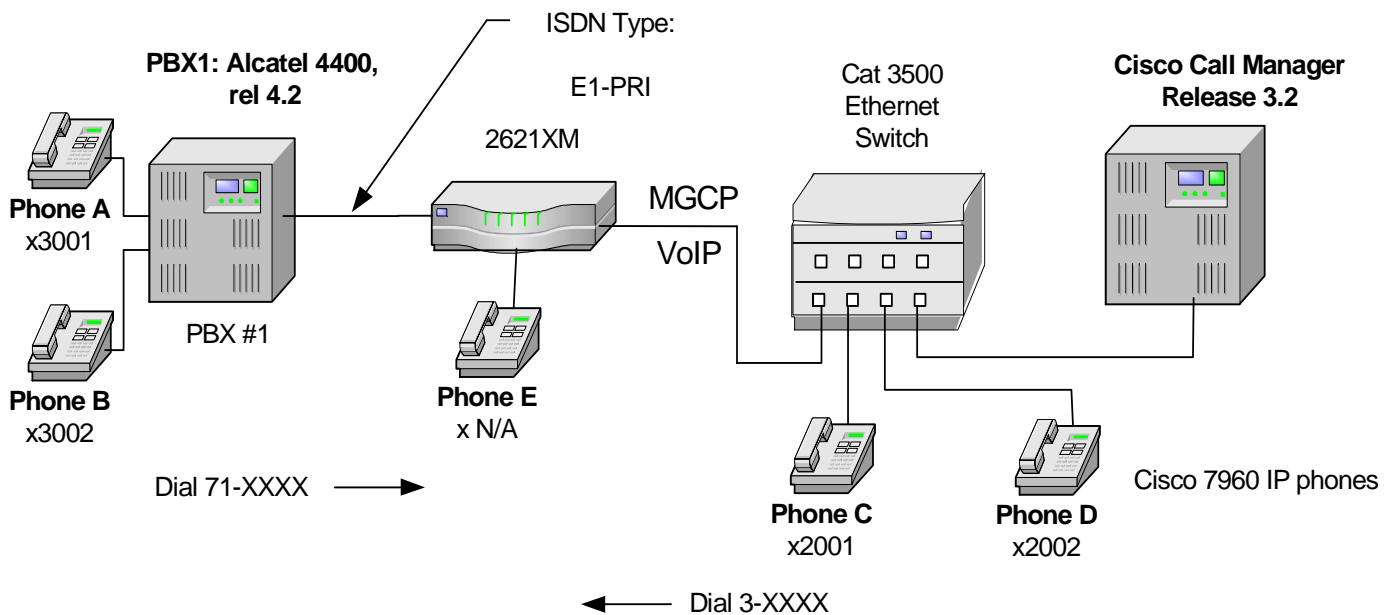 ISDN Type:
E1-PRI
PBX1: Alcatel 4400,
rel 4.2
2621XM
Cat 3500
Ethernet
Switch
Cisco Call Manager
Release 3.2
Phone A
x3001
MGCP
VoIP
PBX #1
Phone B
x3002
Phone E
x N/A
Dial 71-XXXX
Phone C
x2001
Phone D
x2002
Cisco 7960 IP phones
Dial 3-XXXX